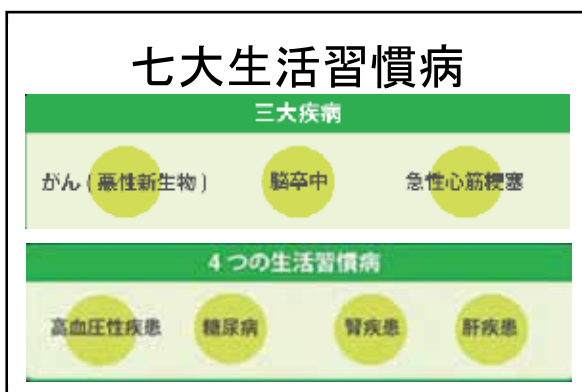 七大生活習慣病
三大疾病
がん ( 悪性新生物 ) 脳卒中 急性心筋梗塞
4 つの生活習慣病
高血圧性疾患 糖尿病 腎疾患 肝疾患